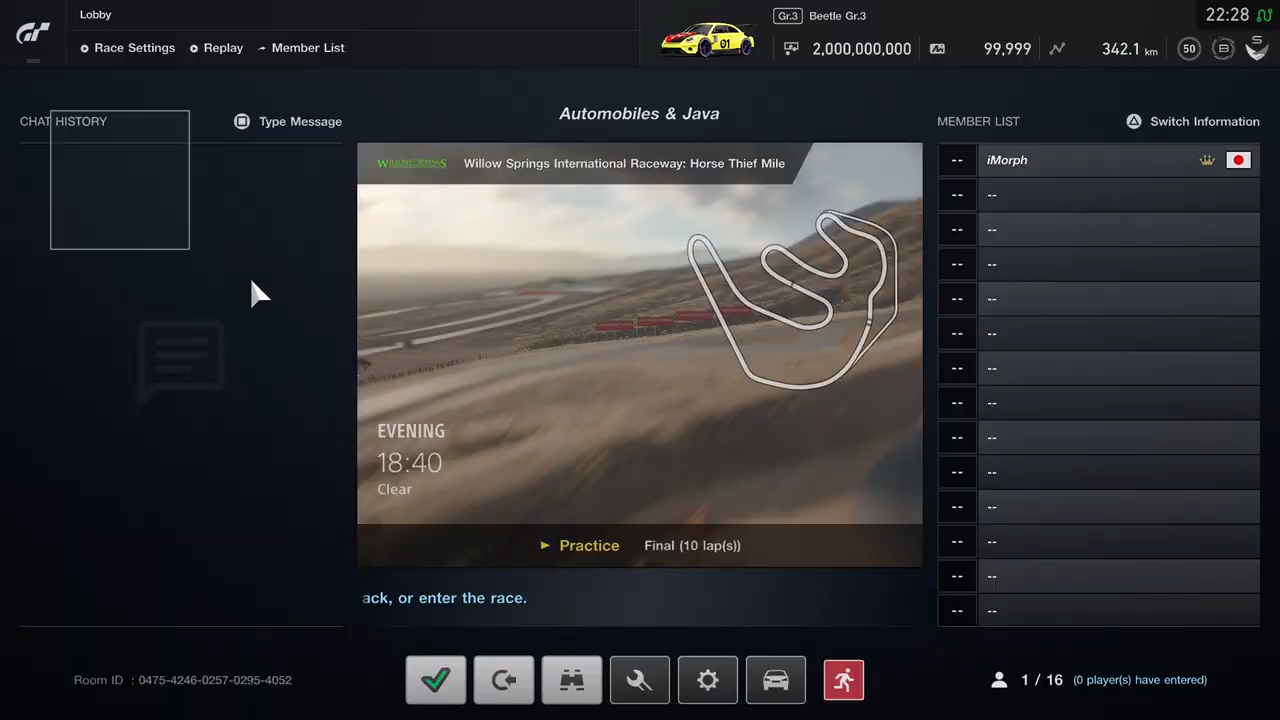 Lobby
Race Settings
Replay
Member List
Gr.3 Beetle Gr.3
01
2,000,000,000
99,999
342.1 km
50
B
S
22:28
CHAT HISTORY
Type Message
Automobiles & Java
MEMBER LIST
Switch Information
WILLOW SPRINGS
Willow Springs International Raceway: Horse Thief Mile
-- iMorph
-- --
-- --
-- --
-- --
-- --
-- --
-- --
-- --
-- --
-- --
-- --
-- --
-- --
EVENING
18:40
Clear
Practice Final (10 lap(s))
ack, or enter the race.
Room ID : 0475-4246-0257-0295-4052
1 / 16 (0 player(s) have entered)